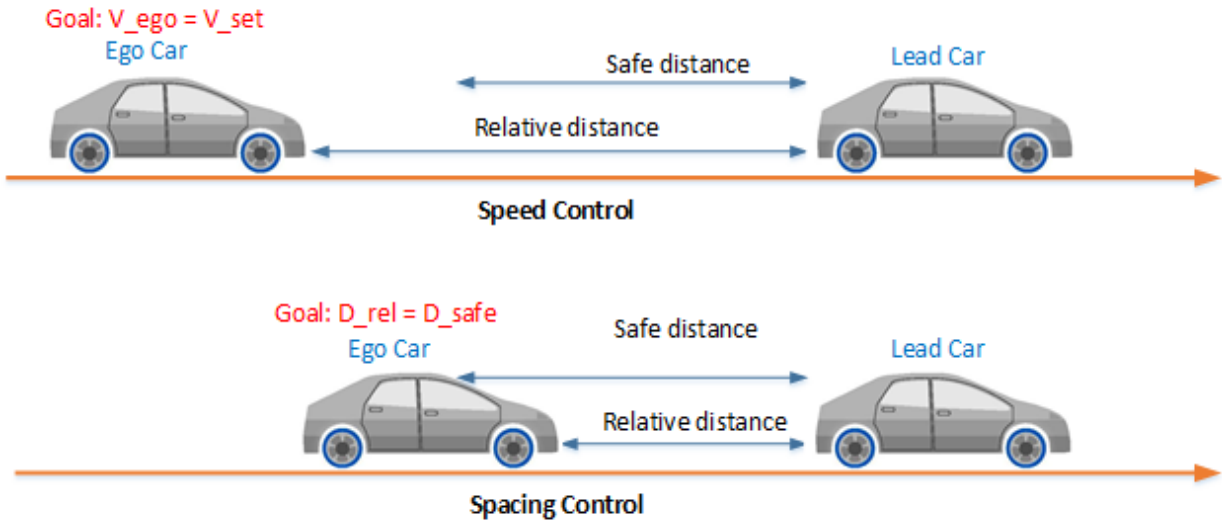 Goal: V_ego = V_set
Ego Car
Safe distance
Lead Car
Relative distance
Speed Control
Goal: D_rel = D_safe
Safe distance
Ego Car
Lead Car
Relative distance
Spacing Control